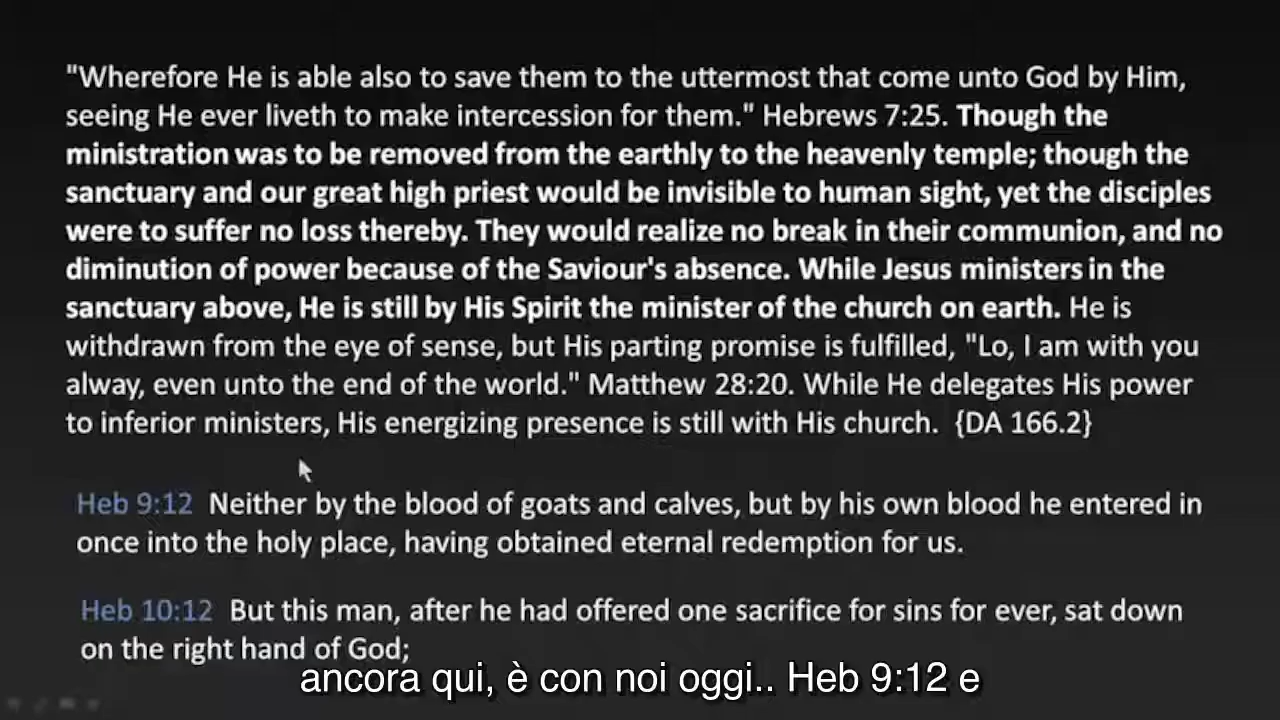 "Wherefore He is able also to save them to the uttermost that come unto God by Him,
seeing He ever liveth to make intercession for them." Hebrews 7:25. Though the
ministration was to be removed from the earthly to the heavenly temple; though the
sanctuary and our great high priest would be invisible to human sight, yet the disciples
were to suffer no loss thereby. They would realize no break in their communion, and no
diminution of power because of the Saviour's absence. While Jesus ministers in the
sanctuary above, He is still by His Spirit the minister of the church on earth. He is
withdrawn from the eye of sense, but His parting promise is fulfilled, "Lo, I am with you
alway, even unto the end of the world." Matthew 28:20. While He delegates His power
to inferior ministers, His energizing presence is still with His church. {DA 166.2}
Heb 9:12 Neither by the blood of goats and calves, but by his own blood he entered in
once into the holy place, having obtained eternal redemption for us.
Heb 10:12 But this man, after he had offered one sacrifice for sins for ever, sat down
on the right hand of God;
ancora qui, è con noi oggi.. Heb 9:12 e